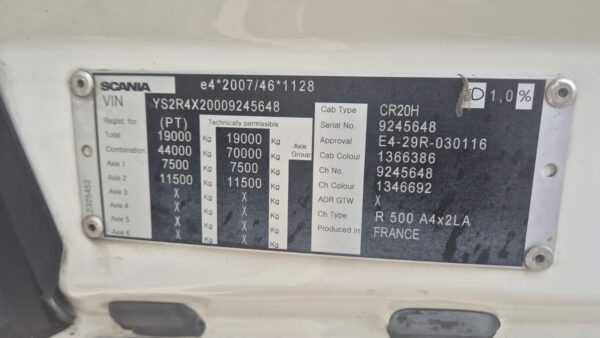 SCANIA e4*2007/46*1128 1,0 %
VIN YS2R4X20009245648
Regist. for (PT) Technically permissible
Total 19000 Kg 19000 Kg
Combination 44000 Kg 70000 Kg Axle Group
Axle 1 7500 Kg 7500 Kg
Axle 2 11500 Kg 11500 Kg
Axle 3 X Kg Kg
Axle 4 X Kg Kg
Axle 5 X Kg Kg
Axle 6 X Kg Kg
2325452
Cab Type CR20H
Serial No. 9245648
Approval E4-29R-030116
Cab Colour 1366386
Ch No. 9245648
Ch Colour 1346692
ADR GTW X
Ch Type R 500 A4x2LA
Produced in FRANCE